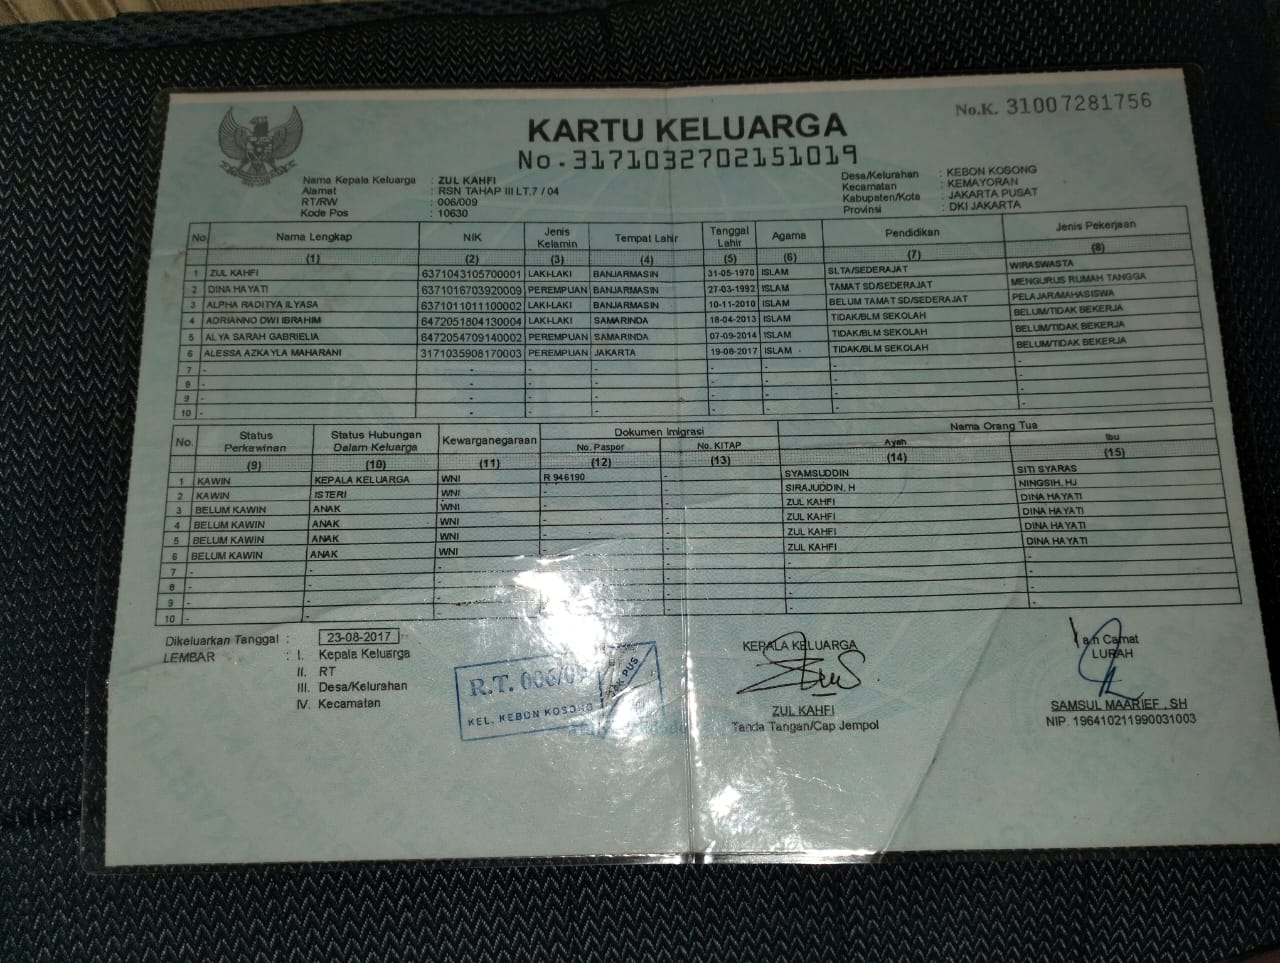 No.K. 31007281756
KARTU KELUARGA
No.3171032702151019
Nama Kepala Keluarga : ZUL KAHFI
Alamat : RSN TAHAP III LT.7 / 04
RT/RW : 006/009
Kode Pos : 10630
Desa/Kelurahan : KEBON KOSONG
Kecamatan : KEMAYORAN
Kabupaten/Kota : JAKARTA PUSAT
Provinsi : DKI JAKARTA
No. Nama Lengkap NIK Jenis Kelamin Tempat Lahir Tanggal Lahir Agama Pendidikan Jenis Pekerjaan
(1) (2) (3) (4) (5) (6) (7) (8)
1 ZUL KAHFI 6371043105700001 LAKI-LAKI BANJARMASIN 31-05-1970 ISLAM SLTA/SEDERAJAT WIRASWASTA
2 DINA HAYATI 6371016703920009 PEREMPUAN BANJARMASIN 27-03-1992 ISLAM TAMAT SD/SEDERAJAT MENGURUS RUMAH TANGGA
3 ALPHA RADITYA ILYASA 6371011011100002 LAKI-LAKI BANJARMASIN 10-11-2010 ISLAM BELUM TAMAT SD/SEDERAJAT PELAJAR/MAHASISWA
4 ADRIANNO DWI IBRAHIM 6472051804130004 LAKI-LAKI SAMARINDA 18-04-2013 ISLAM TIDAK/BLM SEKOLAH BELUM/TIDAK BEKERJA
5 ALYA SARAH GABRIELIA 6472054709140002 PEREMPUAN SAMARINDA 07-09-2014 ISLAM TIDAK/BLM SEKOLAH BELUM/TIDAK BEKERJA
6 ALESSA AZKAYLA MAHARANI 3171035908170003 PEREMPUAN JAKARTA 19-08-2017 ISLAM TIDAK/BLM SEKOLAH BELUM/TIDAK BEKERJA
7 - - - - - - - -
8 - - - - - - - -
9 - - - - - - - -
10 - - - - - - - -
No. Status Perkawinan Status Hubungan Dalam Keluarga Kewarganegaraan Dokumen Imigrasi Nama Orang Tua
No. Paspor No. KITAP Ayah Ibu
(9) (10) (11) (12) (13) (14) (15)
1 KAWIN KEPALA KELUARGA WNI R 946190 - SYAMSUDDIN SITI SYARAS
2 KAWIN ISTERI WNI - - SIRAJUDDIN, H NINGSIH, HJ
3 BELUM KAWIN ANAK WNI - - ZUL KAHFI DINA HAYATI
4 BELUM KAWIN ANAK WNI - - ZUL KAHFI DINA HAYATI
5 BELUM KAWIN ANAK WNI - - ZUL KAHFI DINA HAYATI
6 BELUM KAWIN ANAK WNI - - ZUL KAHFI DINA HAYATI
7 - - - - - - -
8 - - - - - - -
9 - - - - - - -
10 - - - - - - -
Dikeluarkan Tanggal : 23-08-2017
LEMBAR : I. Kepala Keluarga
II. RT
III. Desa/Kelurahan
IV. Kecamatan
R.T. 006/09
KEL. KEBON KOSONG
KEPALA KELUARGA
ZUL KAHFI
Tanda Tangan/Cap Jempol
a n Camat
LURAH
SAMSUL MAARIEF , SH
NIP. 196410211990031003